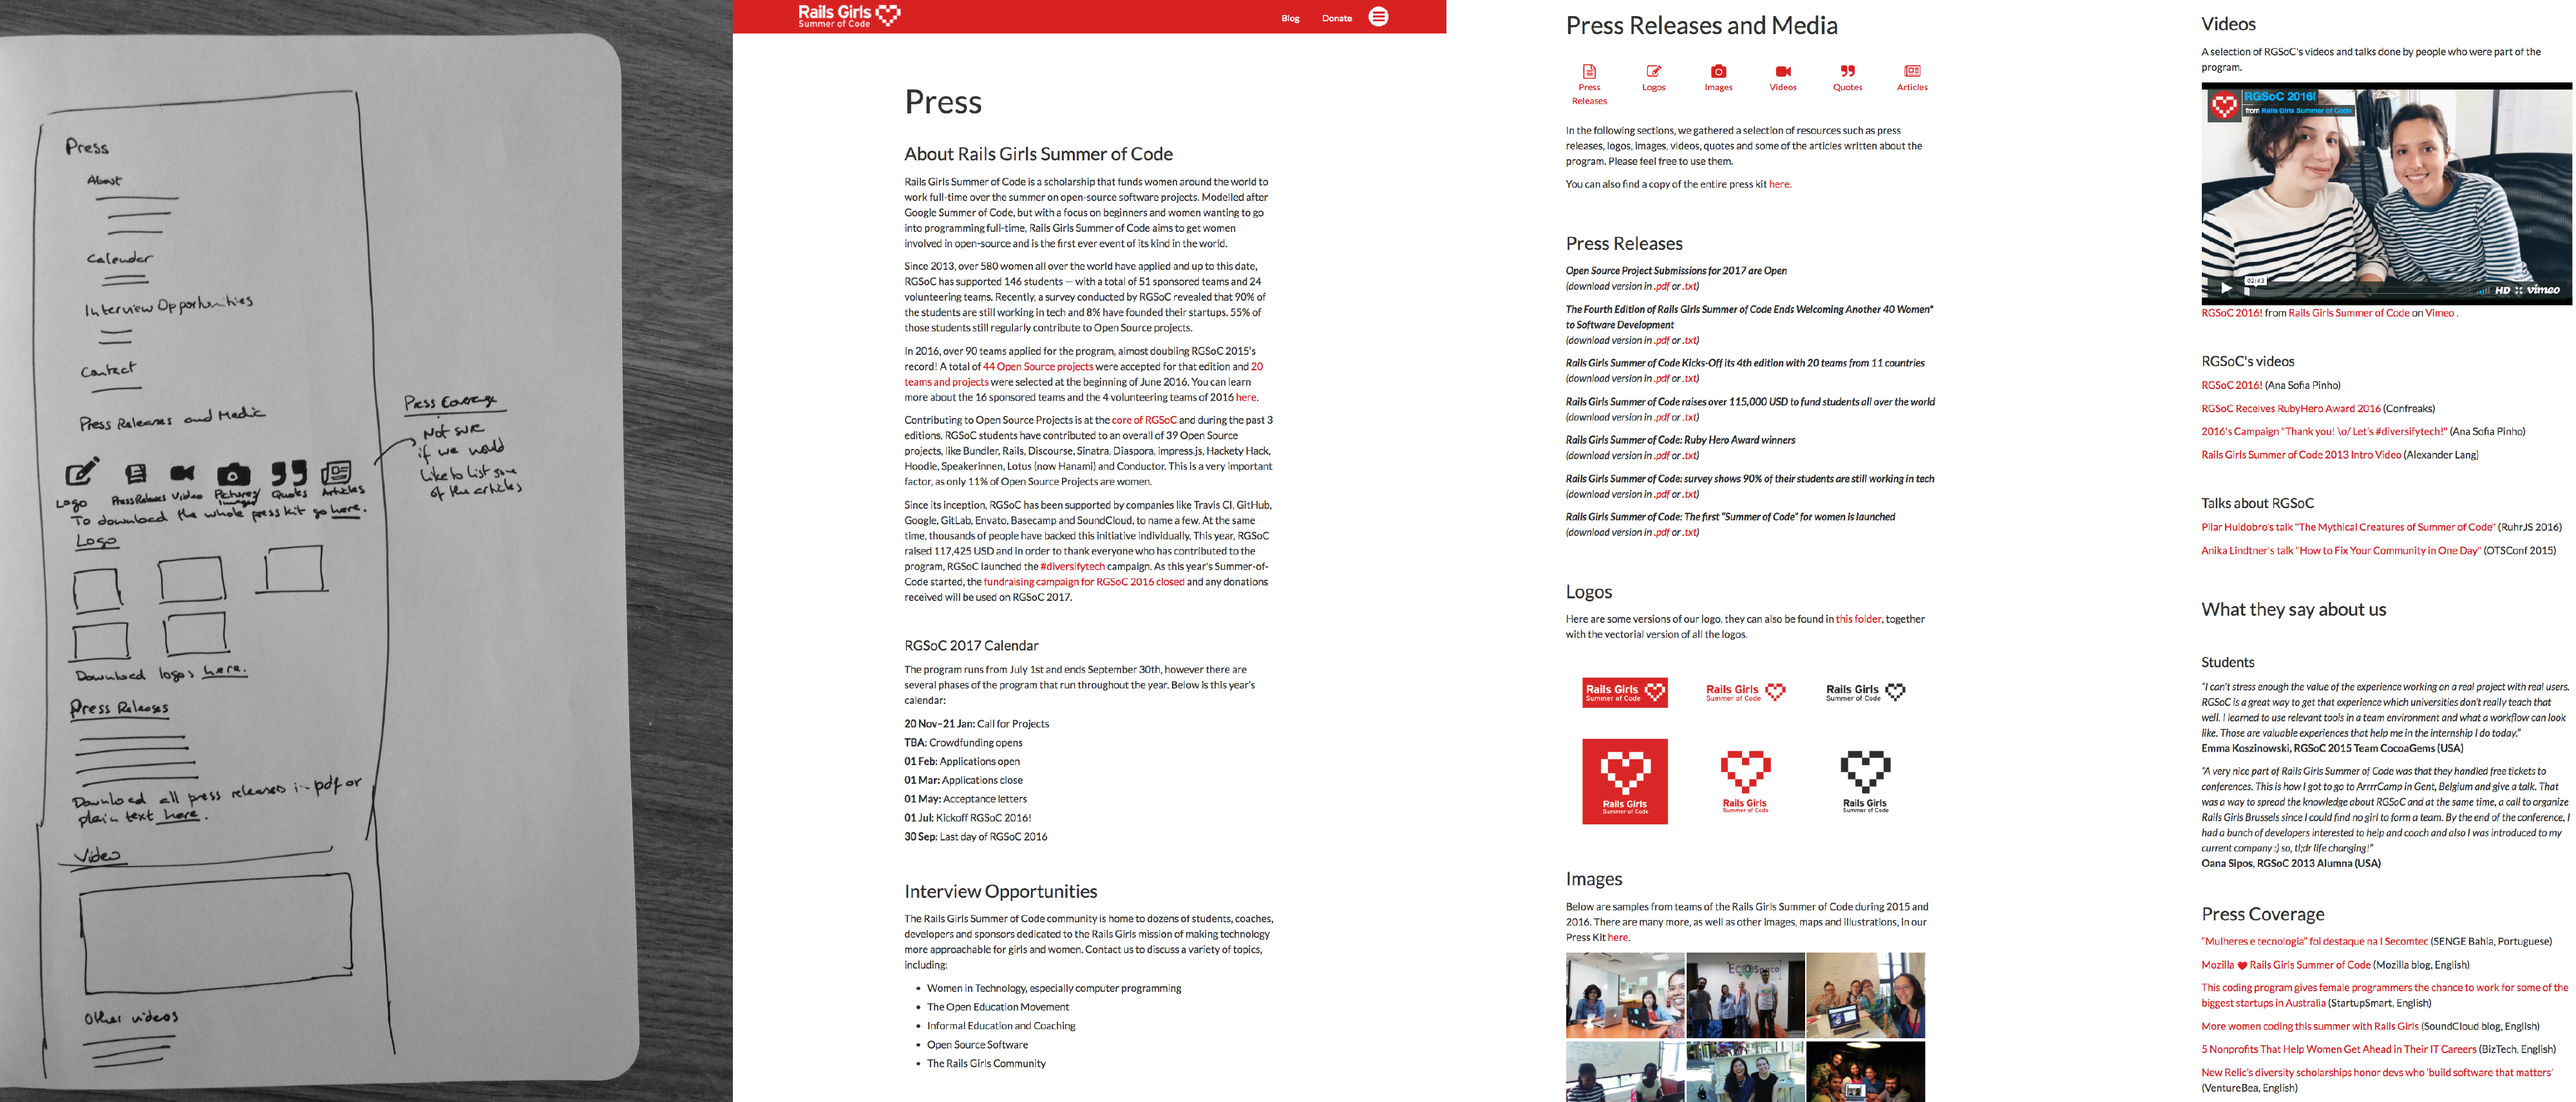 Press
About
Calender
Interview Opportunities
Contact
Press Releases and Media
Logo
Press Releases
Video
Pictures/
Images
Quotes
Articles
To download the whole press kit go here.
Logo
Download logos here.
Press Releases
Download all press releases in pdf or
plain text here.
Video
Other videos
Press Coverage
Not sure
if we would
like to list some
of the articles
Rails Girls
Summer of Code
Blog
Donate
Press
About Rails Girls Summer of Code
Rails Girls Summer of Code is a scholarship that funds women around the world to
work full-time over the summer on open-source software projects. Modelled after
Google Summer of Code, but with a focus on beginners and women wanting to go
into programming full-time, Rails Girls Summer of Code aims to get women
involved in open-source and is the first ever event of its kind in the world.
Since 2013, over 580 women all over the world have applied and up to this date,
RGSoC has supported 146 students — with a total of 51 sponsored teams and 24
volunteering teams. Recently, a survey conducted by RGSoC revealed that 90% of
the students are still working in tech and 8% have founded their startups. 55% of
those students still regularly contribute to Open Source projects.
In 2016, over 90 teams applied for the program, almost doubling RGSoC 2015's
record! A total of 44 Open Source projects were accepted for that edition and 20
teams and projects were selected at the beginning of June 2016. You can learn
more about the 16 sponsored teams and the 4 volunteering teams of 2016 here.
Contributing to Open Source Projects is at the core of RGSoC and during the past 3
editions, RGSoC students have contributed to an overall of 39 Open Source
projects, like Bundler, Rails, Discourse, Sinatra, Diaspora, impress.js, Hackety Hack,
Hoodie, Speakerinnen, Lotus (now Hanami) and Conductor. This is a very important
factor, as only 11% of Open Source Projects are women.
Since its inception, RGSoC has been supported by companies like Travis CI, GitHub,
Google, GitLab, Envato, Basecamp and SoundCloud, to name a few. At the same
time, thousands of people have backed this initiative individually. This year, RGSoC
raised 117,425 USD and in order to thank everyone who has contributed to the
program, RGSoC launched the #diversifytech campaign. As this year's Summer-of-
Code started, the fundraising campaign for RGSoC 2016 closed and any donations
received will be used on RGSoC 2017.
RGSoC 2017 Calendar
The program runs from July 1st and ends September 30th, however there are
several phases of the program that run throughout the year. Below is this year's
calendar:
20 Nov–21 Jan: Call for Projects
TBA: Crowdfunding opens
01 Feb: Applications open
01 Mar: Applications close
01 May: Acceptance letters
01 Jul: Kickoff RGSoC 2016!
30 Sep: Last day of RGSoC 2016
Interview Opportunities
The Rails Girls Summer of Code community is home to dozens of students, coaches,
developers and sponsors dedicated to the Rails Girls mission of making technology
more approachable for girls and women. Contact us to discuss a variety of topics,
including:
• Women in Technology, especially computer programming
• The Open Education Movement
• Informal Education and Coaching
• Open Source Software
• The Rails Girls Community
Press Releases and Media
Press
Releases
Logos
Images
Videos
Quotes
Articles
In the following sections, we gathered a selection of resources such as press
releases, logos, images, videos, quotes and some of the articles written about the
program. Please feel free to use them.
You can also find a copy of the entire press kit here.
Press Releases
Open Source Project Submissions for 2017 are Open
(download version in .pdf or .txt)
The Fourth Edition of Rails Girls Summer of Code Ends Welcoming Another 40 Women*
to Software Development
(download version in .pdf or .txt)
Rails Girls Summer of Code Kicks-Off its 4th edition with 20 teams from 11 countries
(download version in .pdf or .txt)
Rails Girls Summer of Code raises over 115,000 USD to fund students all over the world
(download version in .pdf or .txt)
Rails Girls Summer of Code: Ruby Hero Award winners
(download version in .pdf or .txt)
Rails Girls Summer of Code: survey shows 90% of their students are still working in tech
(download version in .pdf or .txt)
Rails Girls Summer of Code: The first "Summer of Code" for women is launched
(download version in .pdf or .txt)
Logos
Here are some versions of our logo, they can also be found in this folder, together
with the vectorial version of all the logos.
Rails Girls
Summer of Code
Rails Girls
Summer of Code
Rails Girls
Summer of Code
Rails Girls
Summer of Code
Rails Girls
Summer of Code
Rails Girls
Summer of Code
Images
Below are samples from teams of the Rails Girls Summer of Code during 2015 and
2016. There are many more, as well as other images, maps and illustrations, in our
Press Kit here.
ECOSpace
Videos
A selection of RGSoC's videos and talks done by people who were part of the
program.
RGSoC 2016!
from Rails Girls Summer of Code
02:43
HD vimeo
RGSoC 2016! from Rails Girls Summer of Code on Vimeo .
RGSoC's videos
RGSoC 2016! (Ana Sofia Pinho)
RGSoC Receives RubyHero Award 2016 (Confreaks)
2016's Campaign "Thank you! \o/ Let's #diversifytech!" (Ana Sofia Pinho)
Rails Girls Summer of Code 2013 Intro Video (Alexander Lang)
Talks about RGSoC
Pilar Huidobro's talk "The Mythical Creatures of Summer of Code" (RuhrJS 2016)
Anika Lindtner's talk "How to Fix Your Community in One Day" (OTSConf 2015)
What they say about us
Students
"I can't stress enough the value of the experience working on a real project with real users.
RGSoC is a great way to get that experience which universities don't really teach that
well. I learned to use relevant tools in a team environment and what a workflow can look
like. Those are valuable experiences that help me in the internship I do today."
Emma Koszinowski, RGSoC 2015 Team CocoaGems (USA)
"A very nice part of Rails Girls Summer of Code was that they handled free tickets to
conferences. This is how I got to go to ArrrrCamp in Gent, Belgium and give a talk. That
was a way to spread the knowledge about RGSoC and at the same time, a call to organize
Rails Girls Brussels since I could find no girl to form a team. By the end of the conference, I
had a bunch of developers interested to help and coach and also I was introduced to my
current company :) so, tl;dr life changing!"
Oana Sipos, RGSoC 2013 Alumna (USA)
Press Coverage
"Mulheres e tecnologia" foi destaque na I Secomtec (SENGE Bahia, Portuguese)
Mozilla ♥ Rails Girls Summer of Code (Mozilla blog, English)
This coding program gives female programmers the chance to work for some of the
biggest startups in Australia (StartupSmart, English)
More women coding this summer with Rails Girls (SoundCloud blog, English)
5 Nonprofits That Help Women Get Ahead in Their IT Careers (BizTech, English)
New Relic's diversity scholarships honor devs who 'build software that matters'
(VentureBea, English)